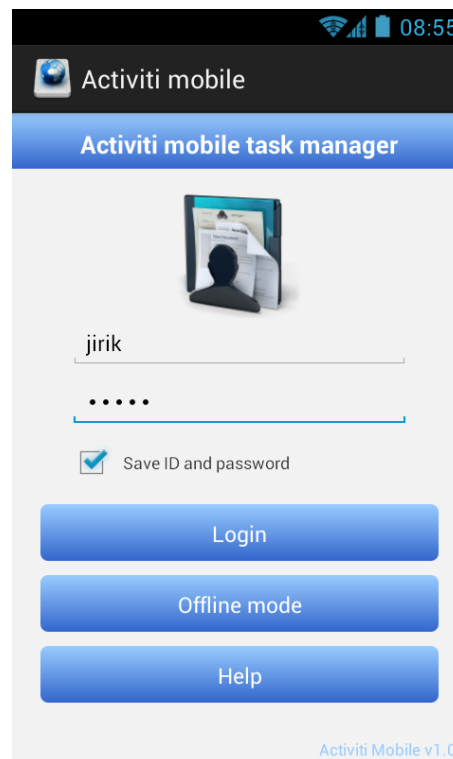 08:55
Activiti mobile
Activiti mobile task manager
jirik
•••••
Save ID and password
Login
Offline mode
Help
Activiti Mobile v1.0